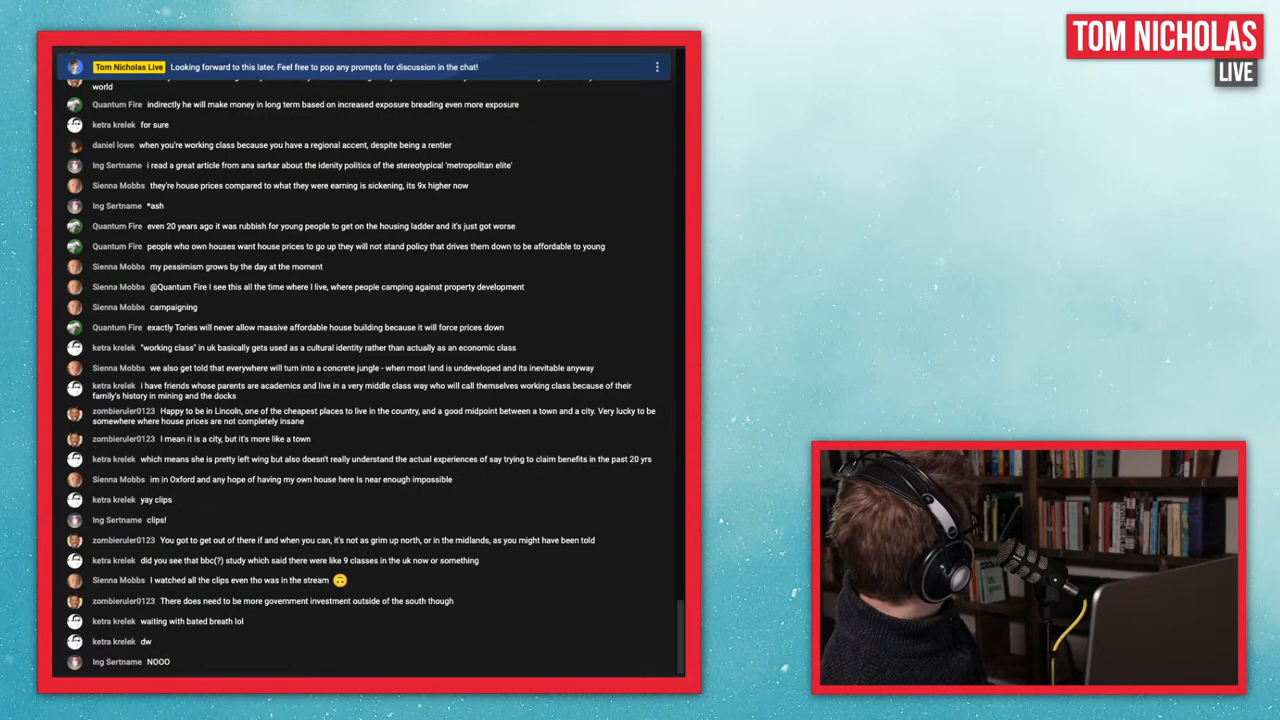 TOM NICHOLAS
LIVE
Tom Nicholas Live Looking forward to this later. Feel free to pop any prompts for discussion in the chat!
world
Quantum Fire indirectly he will make money in long term based on increased exposure breading even more exposure
ketra krelek for sure
daniel lowe when you're working class because you have a regional accent, despite being a rentier
Ing Sertname i read a great article from ana sarkar about the idenity politics of the stereotypical 'metropolitan elite'
Sienna Mobbs they're house prices compared to what they were earning is sickening, its 9x higher now
Ing Sertname *ash
Quantum Fire even 20 years ago it was rubbish for young people to get on the housing ladder and it's just got worse
Quantum Fire people who own houses want house prices to go up they will not stand policy that drives them down to be affordable to young
Sienna Mobbs my pessimism grows by the day at the moment
Sienna Mobbs @Quantum Fire I see this all the time where I live, where people camping against property development
Sienna Mobbs campaigning
Quantum Fire exactly Tories will never allow massive affordable house building because it will force prices down
ketra krelek "working class" in uk basically gets used as a cultural identity rather than actually as an economic class
Sienna Mobbs we also get told that everywhere will turn into a concrete jungle - when most land is undeveloped and its inevitable anyway
ketra krelek i have friends whose parents are academics and live in a very middle class way who will call themselves working class because of their
family's history in mining and the docks
zombieruler0123 Happy to be in Lincoln, one of the cheapest places to live in the country, and a good midpoint between a town and a city. Very lucky to be
somewhere where house prices are not completely insane
zombieruler0123 I mean it is a city, but it's more like a town
ketra krelek which means she is pretty left wing but also doesn't really understand the actual experiences of say trying to claim benefits in the past 20 yrs
Sienna Mobbs im in Oxford and any hope of having my own house here Is near enough impossible
ketra krelek yay clips
Ing Sertname clips!
zombieruler0123 You got to get out of there if and when you can, it's not as grim up north, or in the midlands, as you might have been told
ketra krelek did you see that bbc(?) study which said there were like 9 classes in the uk now or something
Sienna Mobbs I watched all the clips even tho was in the stream 🙃
zombieruler0123 There does need to be more government investment outside of the south though
ketra krelek waiting with bated breath lol
ketra krelek dw
Ing Sertname NOOO